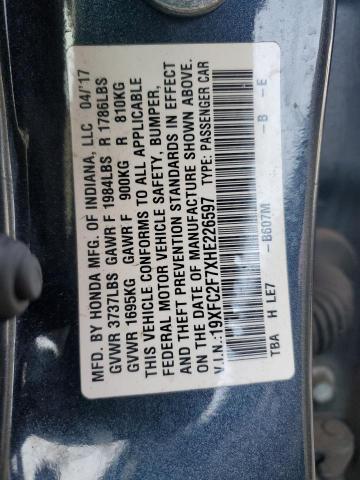 MFD. BY HONDA MFG. OF INDIANA, LLC 04/'17
GVWR 3737LBS GAWR F 1984LBS R 1786LBS
GVWR 1695KG GAWR F 900KG R 810KG
THIS VEHICLE CONFORMS TO ALL APPLICABLE
FEDERAL MOTOR VEHICLE SAFETY, BUMPER,
AND THEFT PREVENTION STANDARDS IN EFFECT
ON THE DATE OF MANUFACTURE SHOWN ABOVE.
V.I.N.:19XFC2F7XHE226597 TYPE: PASSENGER CAR
-B607M -B -E
TBA H LE7